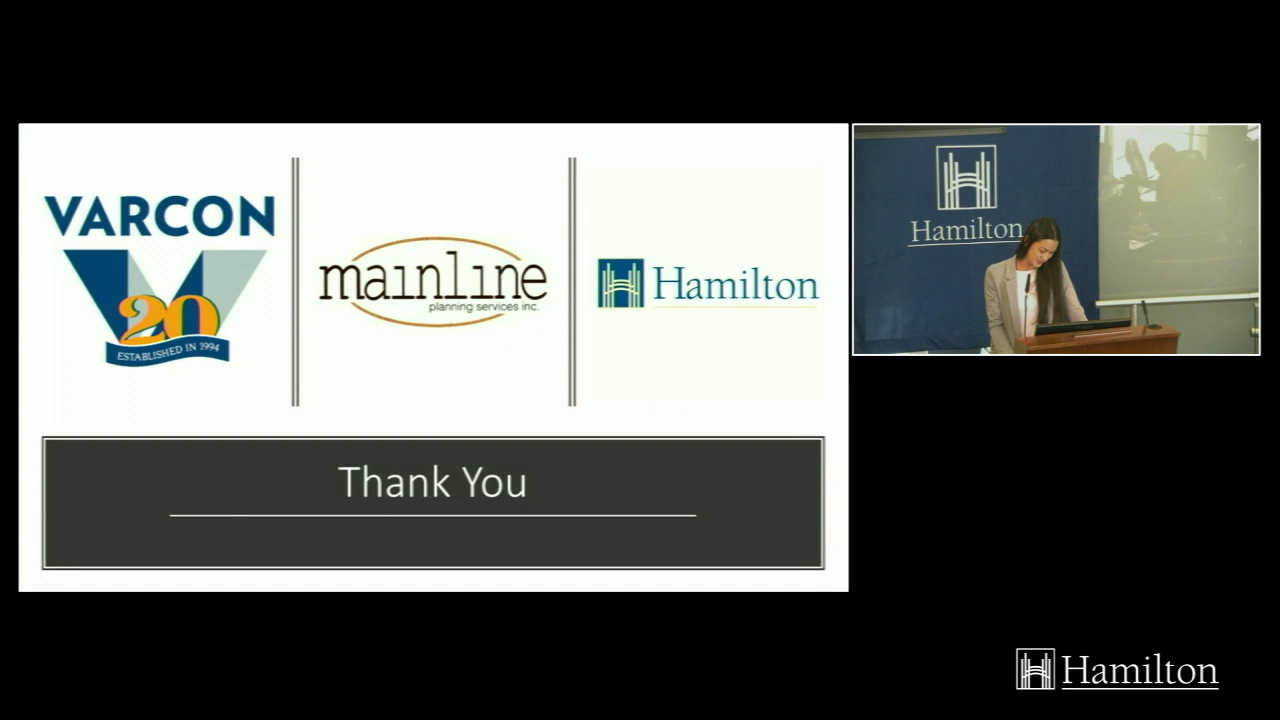 VARCON
20
ESTABLISHED IN 1994
mainline
planning services inc.
Hamilton
Thank You
Hamilton
Hamilton